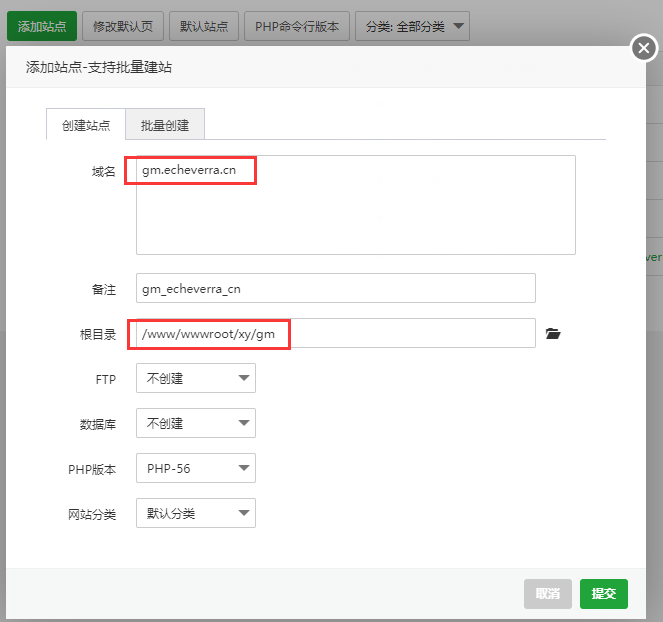 添加站点 修改默认页 默认站点 PHP命令行版本 分类: 全部分类
添加站点-支持批量建站
创建站点 批量创建
域名 gm.echeverra.cn
备注 gm_echeverra_cn
根目录 /www/wwwroot/xy/gm
FTP 不创建
数据库 不创建
PHP版本 PHP-56
网站分类 默认分类
取消 提交
ver